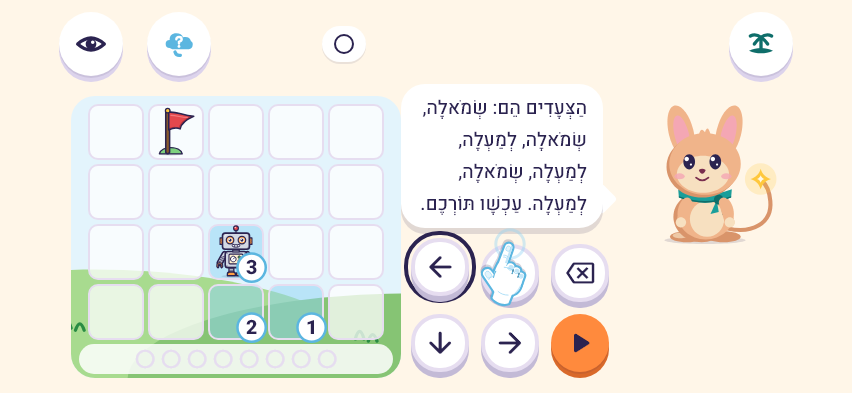 ?
הַצְּעָדִים הֵם: שְׂמֹאלָה,
שְׂמֹאלָה, לְמַעְלָה,
לְמַעְלָה, שְׂמֹאלָה,
לְמַעְלָה. עַכְשָׁו תּוֹרְכֶם.
3
2
1